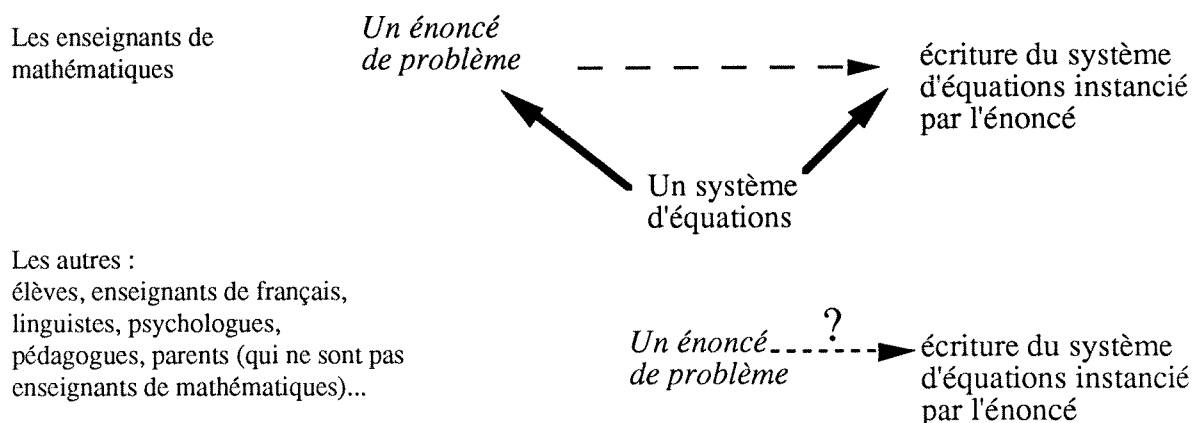 Les enseignants de
mathématiques
Un énoncé
de problème
écriture du système
d'équations instancié
par l'énoncé
Un système
d'équations
Les autres :
élèves, enseignants de français,
linguistes, psychologues,
pédagogues, parents (qui ne sont pas
enseignants de mathématiques)...
?
Un énoncé
de problème
écriture du système
d'équations instancié
par l'énoncé